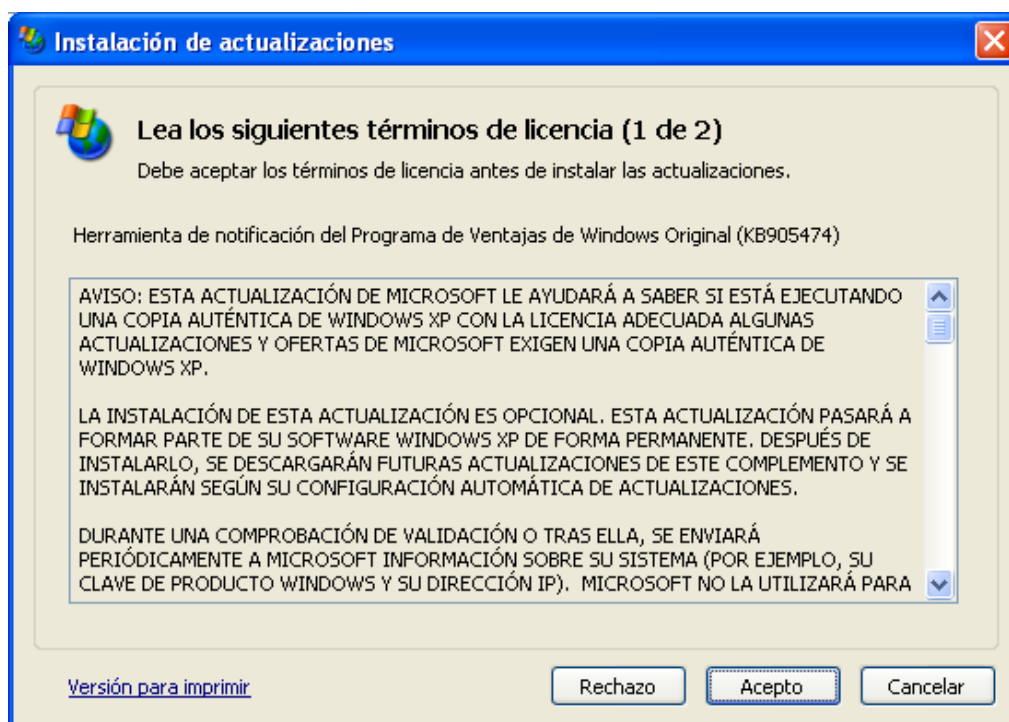 Instalación de actualizaciones
Lea los siguientes términos de licencia (1 de 2)
Debe aceptar los términos de licencia antes de instalar las actualizaciones.
Herramienta de notificación del Programa de Ventajas de Windows Original (KB905474)
AVISO: ESTA ACTUALIZACIÓN DE MICROSOFT LE AYUDARÁ A SABER SI ESTÁ EJECUTANDO
UNA COPIA AUTÉNTICA DE WINDOWS XP CON LA LICENCIA ADECUADA ALGUNAS
ACTUALIZACIONES Y OFERTAS DE MICROSOFT EXIGEN UNA COPIA AUTÉNTICA DE
WINDOWS XP.
LA INSTALACIÓN DE ESTA ACTUALIZACIÓN ES OPCIONAL. ESTA ACTUALIZACIÓN PASARÁ A
FORMAR PARTE DE SU SOFTWARE WINDOWS XP DE FORMA PERMANENTE. DESPUÉS DE
INSTALARLO, SE DESCARGARÁN FUTURAS ACTUALIZACIONES DE ESTE COMPLEMENTO Y SE
INSTALARÁN SEGÚN SU CONFIGURACIÓN AUTOMÁTICA DE ACTUALIZACIONES.
DURANTE UNA COMPROBACIÓN DE VALIDACIÓN O TRAS ELLA, SE ENVIARÁ
PERIÓDICAMENTE A MICROSOFT INFORMACIÓN SOBRE SU SISTEMA (POR EJEMPLO, SU
CLAVE DE PRODUCTO WINDOWS Y SU DIRECCIÓN IP). MICROSOFT NO LA UTILIZARÁ PARA
Versión para imprimir
Rechazo
Acepto
Cancelar